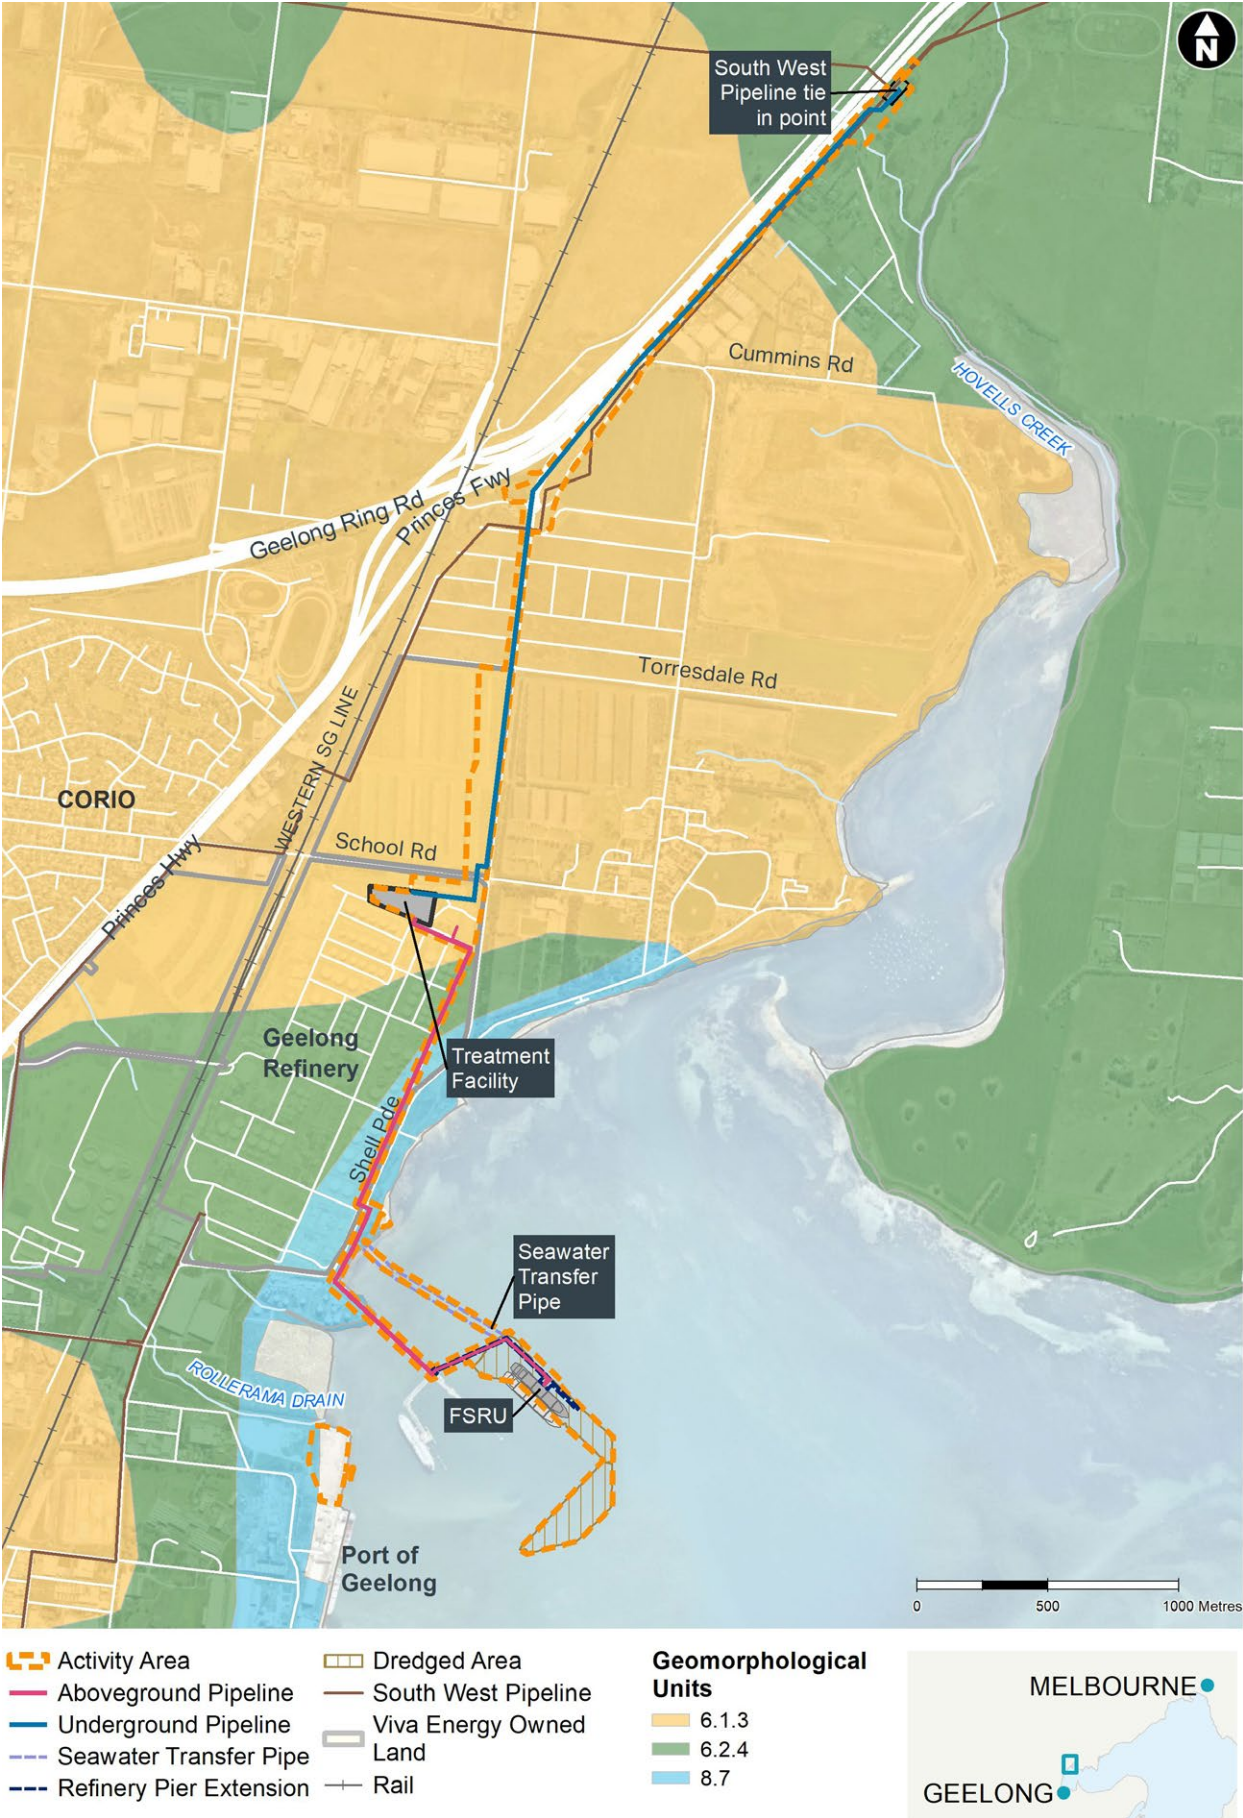 N
South West
Pipeline tie
in point
Cummins Rd
HOVELLS CREEK
Geelong Ring Rd
Princes Fwy
Torresdale Rd
WESTERN SG LINE
CORIO
School Rd
Princes Hwy
Geelong
Refinery
Treatment
Facility
Shell Pde
Seawater
Transfer
Pipe
ROLLERAMA DRAIN
FSRU
Port of
Geelong
0 500 1000 Metres
Activity Area
Aboveground Pipeline
Underground Pipeline
Seawater Transfer Pipe
Refinery Pier Extension
Dredged Area
South West Pipeline
Viva Energy Owned
Land
Rail
Geomorphological
Units
6.1.3
6.2.4
8.7
MELBOURNE
GEELONG